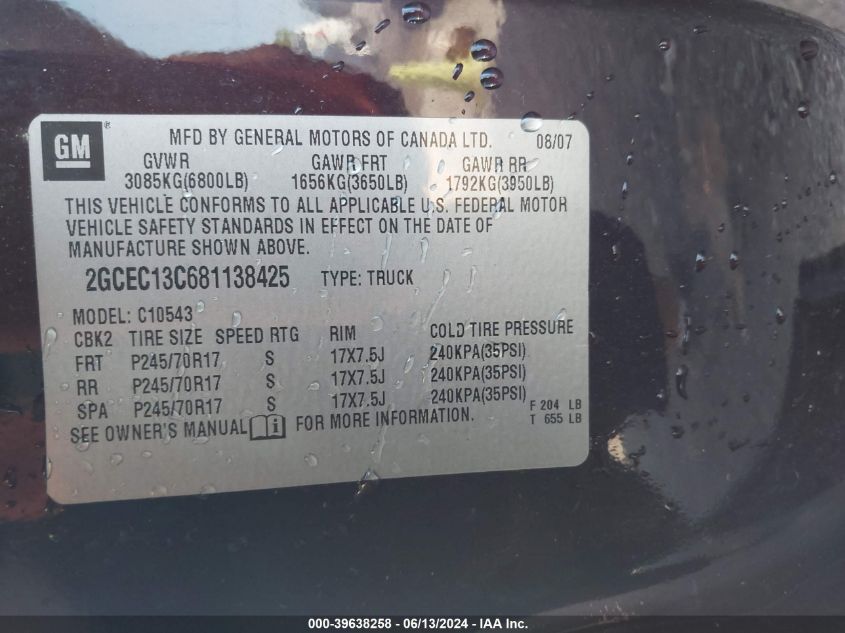 GM ® MFD BY GENERAL MOTORS OF CANADA LTD. 08/07
GVWR GAWR FRT GAWR RR
3085KG(6800LB) 1656KG(3650LB) 1792KG(3950LB)
THIS VEHICLE CONFORMS TO ALL APPLICABLE U.S. FEDERAL MOTOR
VEHICLE SAFETY STANDARDS IN EFFECT ON THE DATE OF
MANUFACTURE SHOWN ABOVE.
2GCEC13C681138425 TYPE: TRUCK
MODEL: C10543
CBK2 TIRE SIZE SPEED RTG RIM COLD TIRE PRESSURE
FRT P245/70R17 S 17X7.5J 240KPA(35PSI)
RR P245/70R17 S 17X7.5J 240KPA(35PSI)
SPA P245/70R17 S 17X7.5J 240KPA(35PSI)
SEE OWNER'S MANUAL FOR MORE INFORMATION.
F 204 LB
T 655 LB
000-39638258 - 06/13/2024 - IAA Inc.